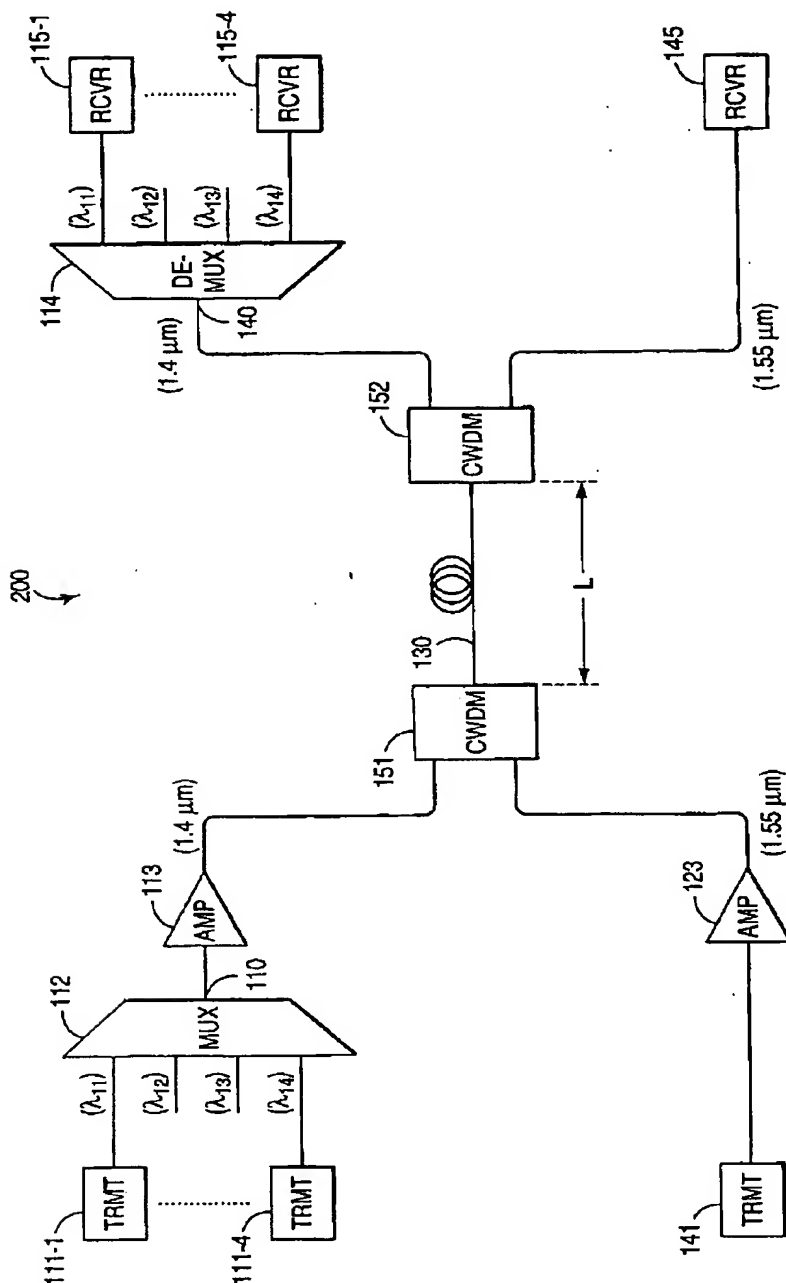 200
111-1
TRMT
111-4
TRMT
(λ11)
(λ12)
(λ13)
(λ14)
112
MUX
110
113
AMP
(1.4 μm)
141
TRMT
123
AMP
(1.55 μm)
151
CWDM
130
L
152
CWDM
(1.4 μm)
140
114
DE-
MUX
(λ11)
(λ12)
(λ13)
(λ14)
115-1
RCVR
115-4
RCVR
(1.55 μm)
145
RCVR